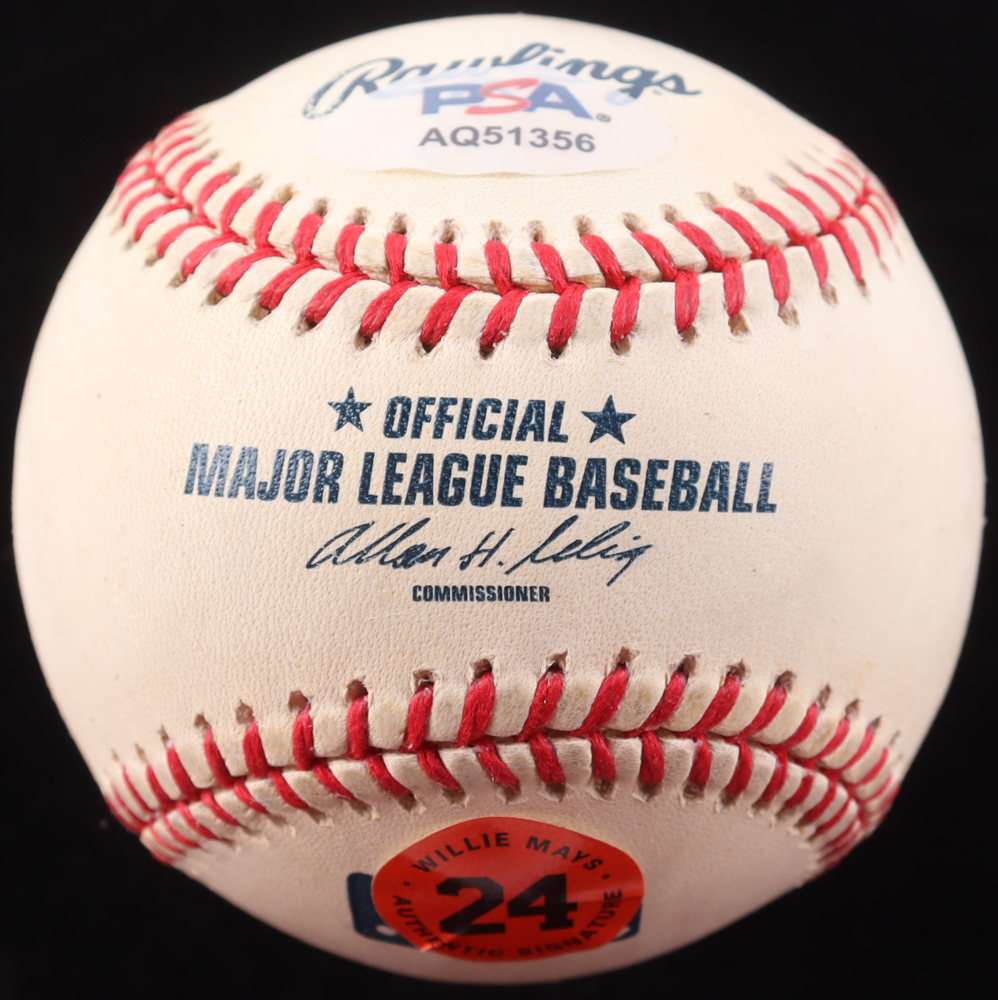 Rawlings
PSA®
AQ51356
★ OFFICIAL ★
MAJOR LEAGUE BASEBALL
Allan H. Selig
COMMISSIONER
· WILLIE MAYS ·
24
AUTHENTIC SIGNATURE